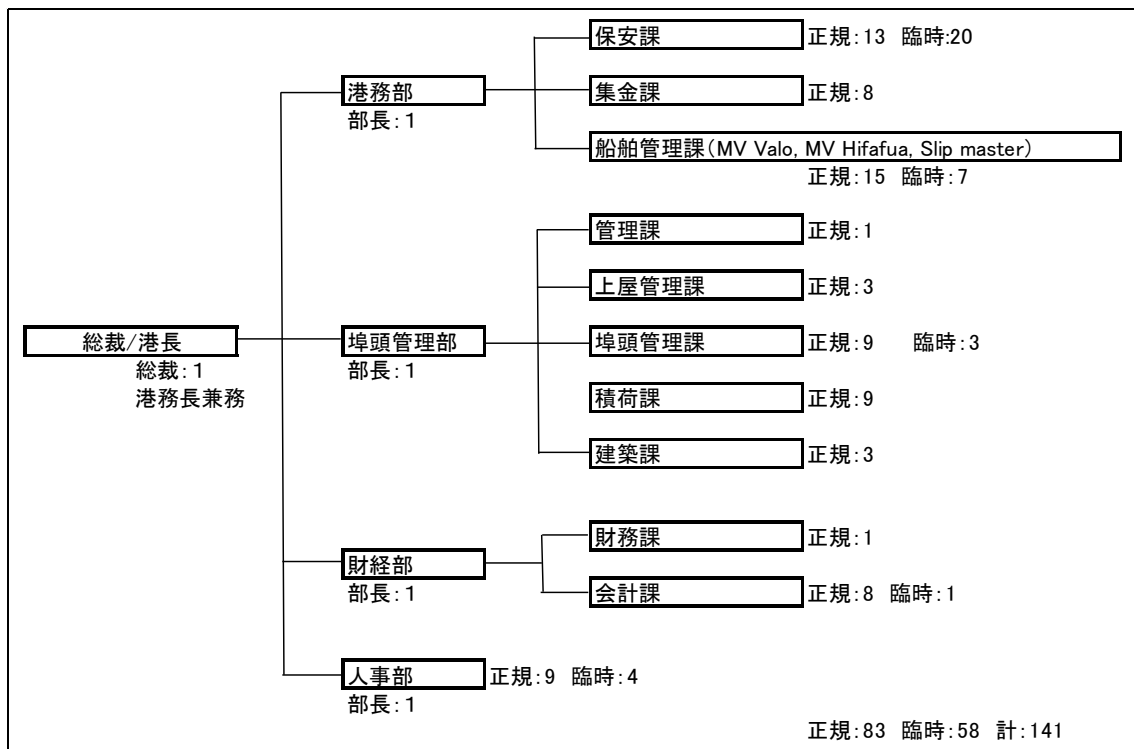 保安課 正規:13 臨時:20
港務部 集金課 正規:8
部長:1
船舶管理課(MV Valo, MV Hifafua, Slip master)
正規:15 臨時:7
管理課 正規:1
上屋管理課 正規:3
総裁/港長 埠頭管理部 埠頭管理課 正規:9 臨時:3
総裁:1 部長:1
港務長兼務 積荷課 正規:9
建築課 正規:3
財務課 正規:1
財経部
部長:1 会計課 正規:8 臨時:1
人事部 正規:9 臨時:4
部長:1
正規:83 臨時:58 計:141